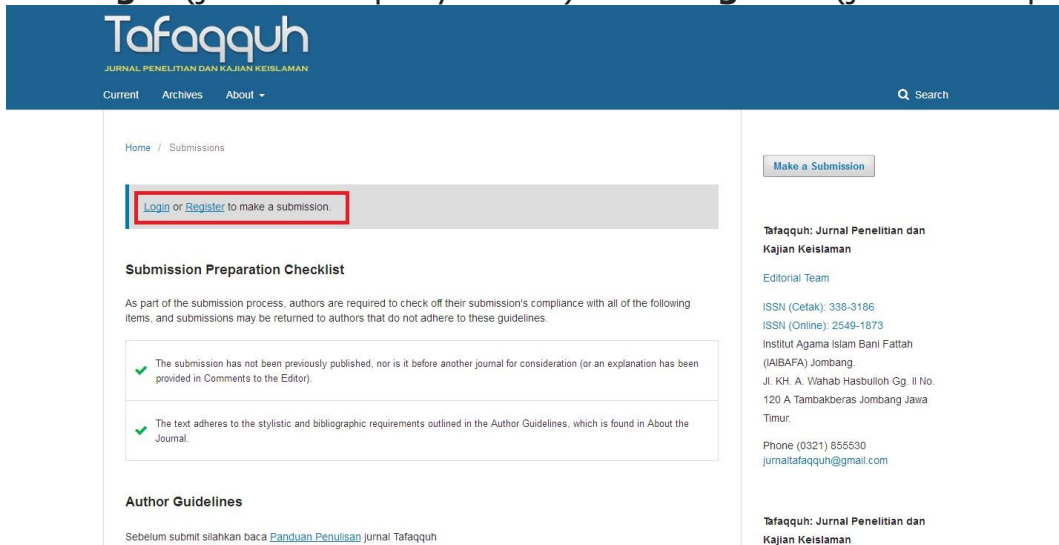 Tafaqquh
JURNAL PENELITIAN DAN KAJIAN KEISLAMAN
Current Archives About
Search
Home / Submissions
Login or Register to make a submission.
Submission Preparation Checklist
As part of the submission process, authors are required to check off their submission's compliance with all of the following
items, and submissions may be returned to authors that do not adhere to these guidelines.
The submission has not been previously published, nor is it before another journal for consideration (or an explanation has been
provided in Comments to the Editor).
The text adheres to the stylistic and bibliographic requirements outlined in the Author Guidelines, which is found in About the
Journal.
Author Guidelines
Sebelum submit silahkan baca Panduan Penulisan jurnal Tafaqquh
Make a Submission
Tafaqquh: Jurnal Penelitian dan
Kajian Keislaman
Editorial Team
ISSN (Cetak): 338-3186
ISSN (Online): 2549-1873
Institut Agama Islam Bani Fattah
(IAIBAFA) Jombang.
Jl. KH. A. Wahab Hasbulloh Gg. II No.
120 A Tambakberas Jombang Jawa
Timur.
Phone (0321) 855530
jurnaltafaqquh@gmail.com
Tafaqquh: Jurnal Penelitian dan
Kajian Keislaman